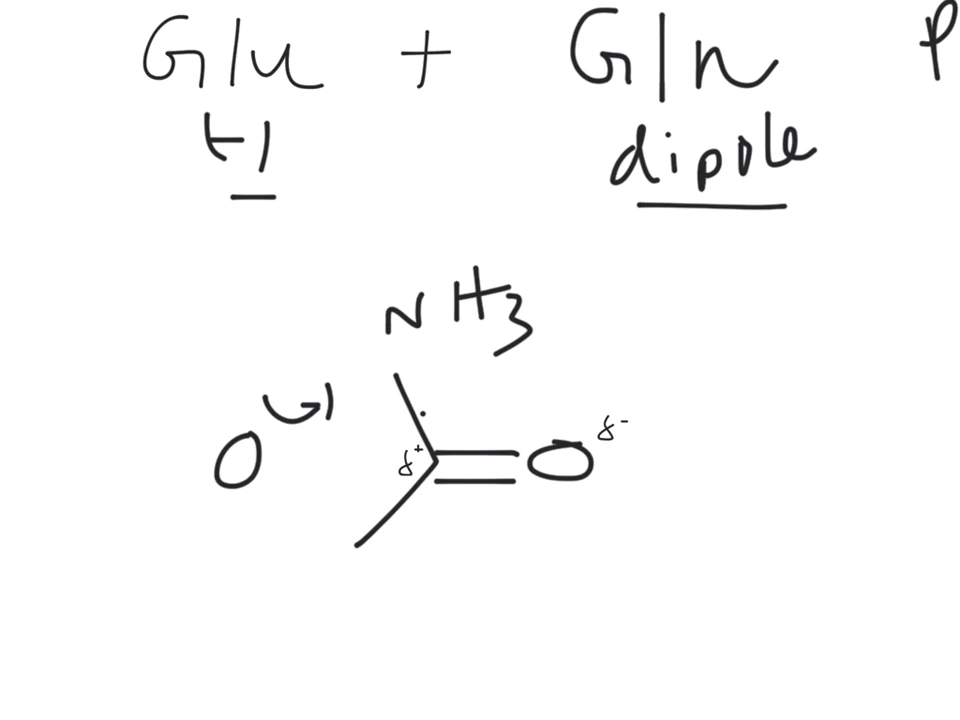 Glu + Gln P
+1 dipole
NH3
O δ+ O δ-